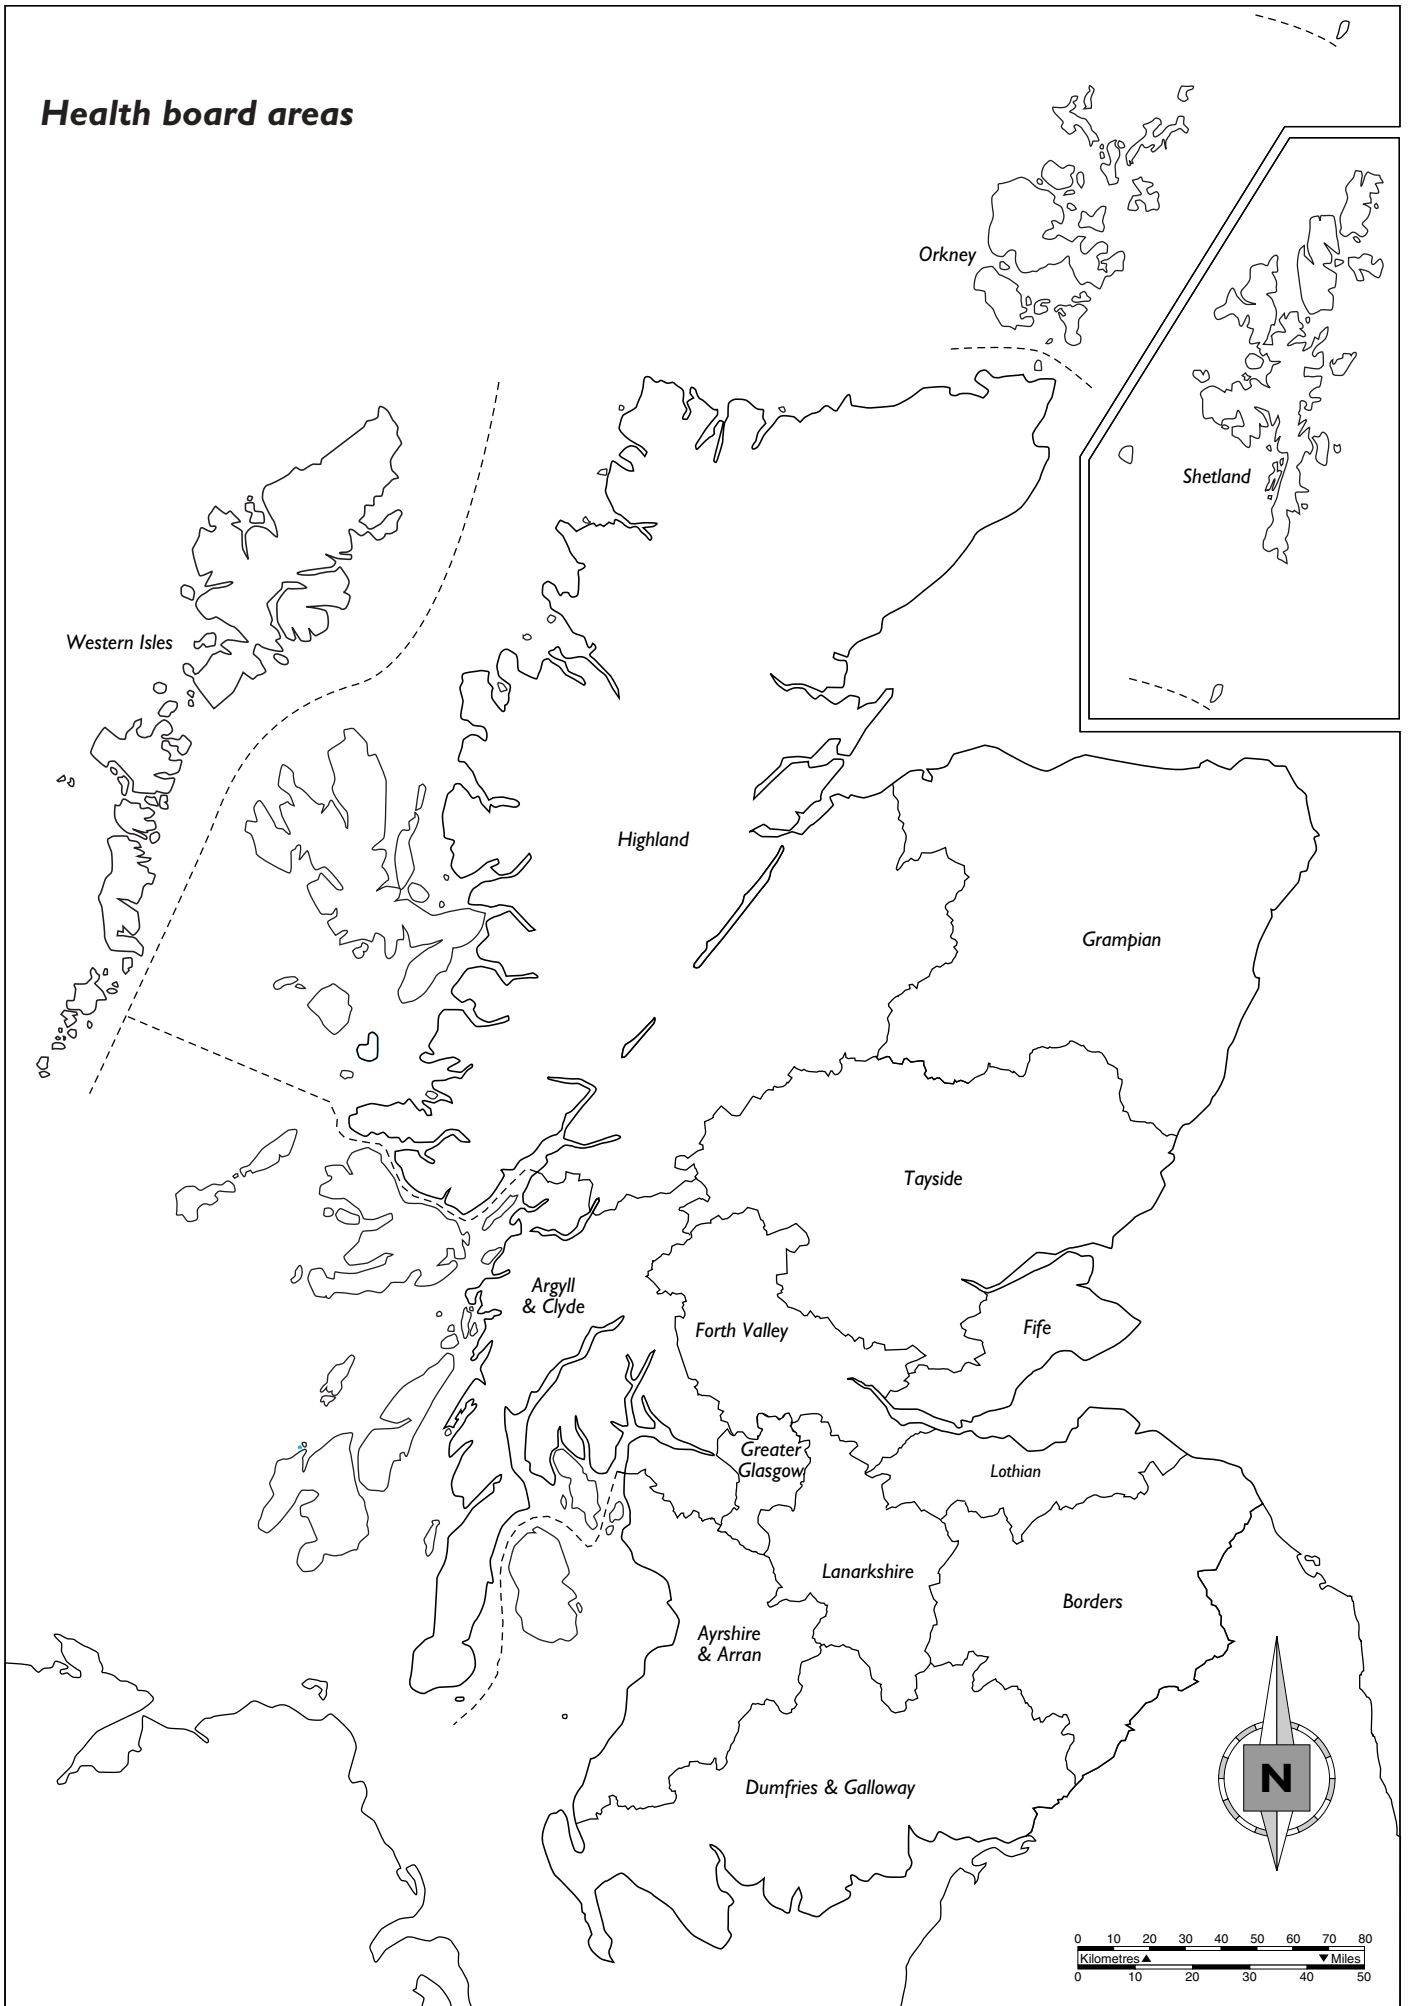 Health board areas
Orkney
Shetland
Western Isles
Highland
Grampian
Tayside
Argyll
& Clyde
Forth Valley
Fife
Greater
Glasgow
Lothian
Lanarkshire
Borders
Ayrshire
& Arran
Dumfries & Galloway
N
0 10 20 30 40 50 60 70 80
Kilometres ▲ ▼ Miles
0 10 20 30 40 50